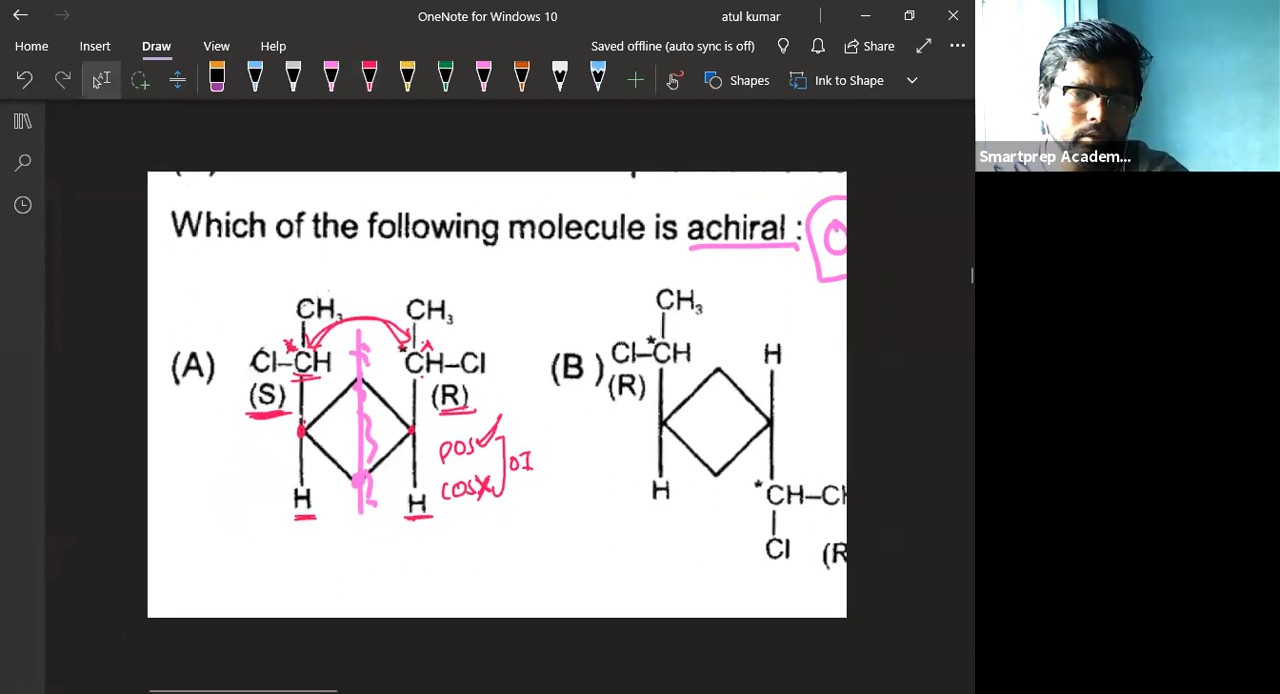 OneNote for Windows 10
atul kumar
Home Insert Draw View Help
Saved offline (auto sync is off)
Share
Shapes
Ink to Shape
Smartprep Academ...
Which of the following molecule is achiral :
(A)
CH3 CH3
Cl–*CH *CH–Cl
(S) (R)
H H
POS ✓
COS X
OI
(B)
CH3
Cl–*CH
(R)
H
H
*CH–
Cl
(R